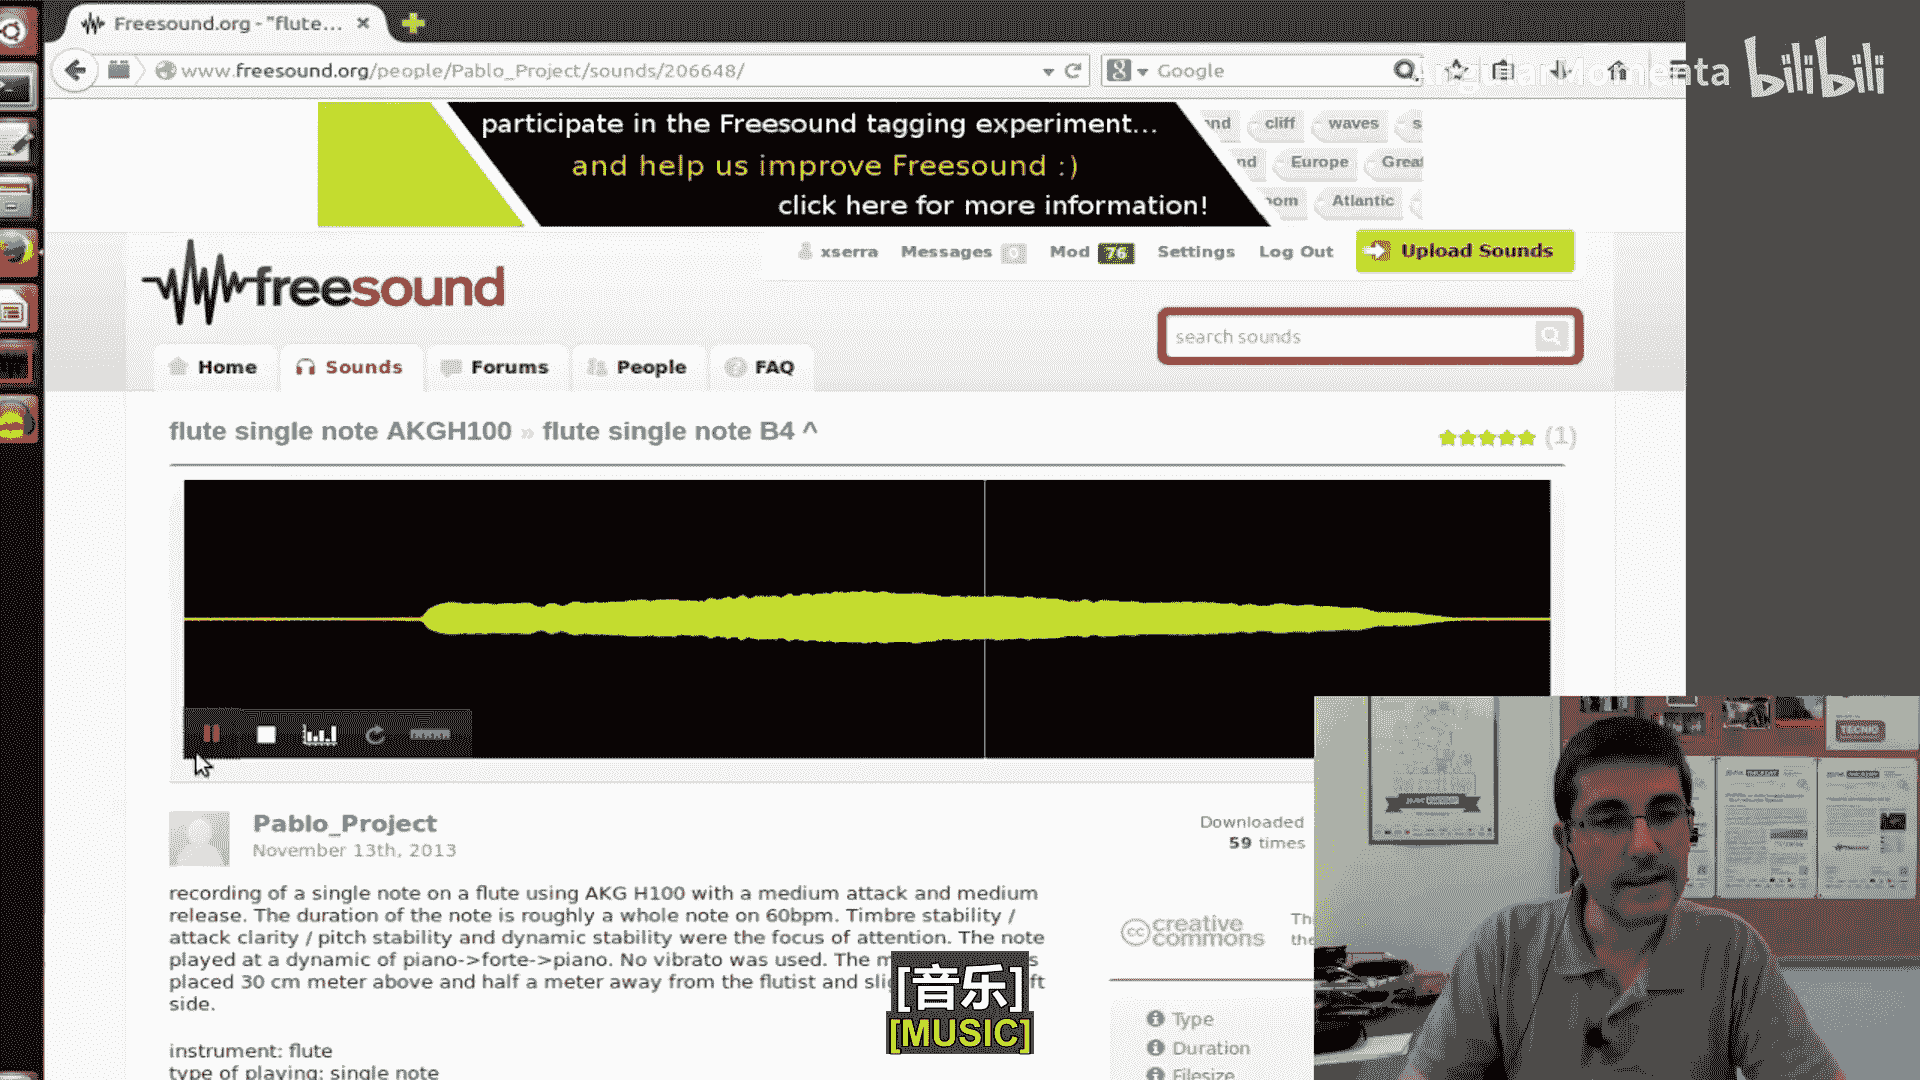 Freesound.org - "flute...
www.freesound.org/people/Pablo_Project/sounds/206648/
Google
bilibili
participate in the Freesound tagging experiment...
and help us improve Freesound :)
click here for more information!
cliff
waves
Europe
Atlantic
xserra
Messages
0
Mod
76
Settings
Log Out
Upload Sounds
freesound
search sounds
Home
Sounds
Forums
People
FAQ
flute single note AKGH100 » flute single note B4 ^
(1)
Pablo_Project
November 13th, 2013
Downloaded
59 times
recording of a single note on a flute using AKG H100 with a medium attack and medium
release. The duration of the note is roughly a whole note on 60bpm. Timbre stability /
attack clarity / pitch stability and dynamic stability were the focus of attention. The note
played at a dynamic of piano->forte->piano. No vibrato was used. The
placed 30 cm meter above and half a meter away from the flutist and
side.
cc creative
commons
[音乐]
[MUSIC]
Type
Duration
Filesize
instrument: flute
type of playing: single note
TECNIO